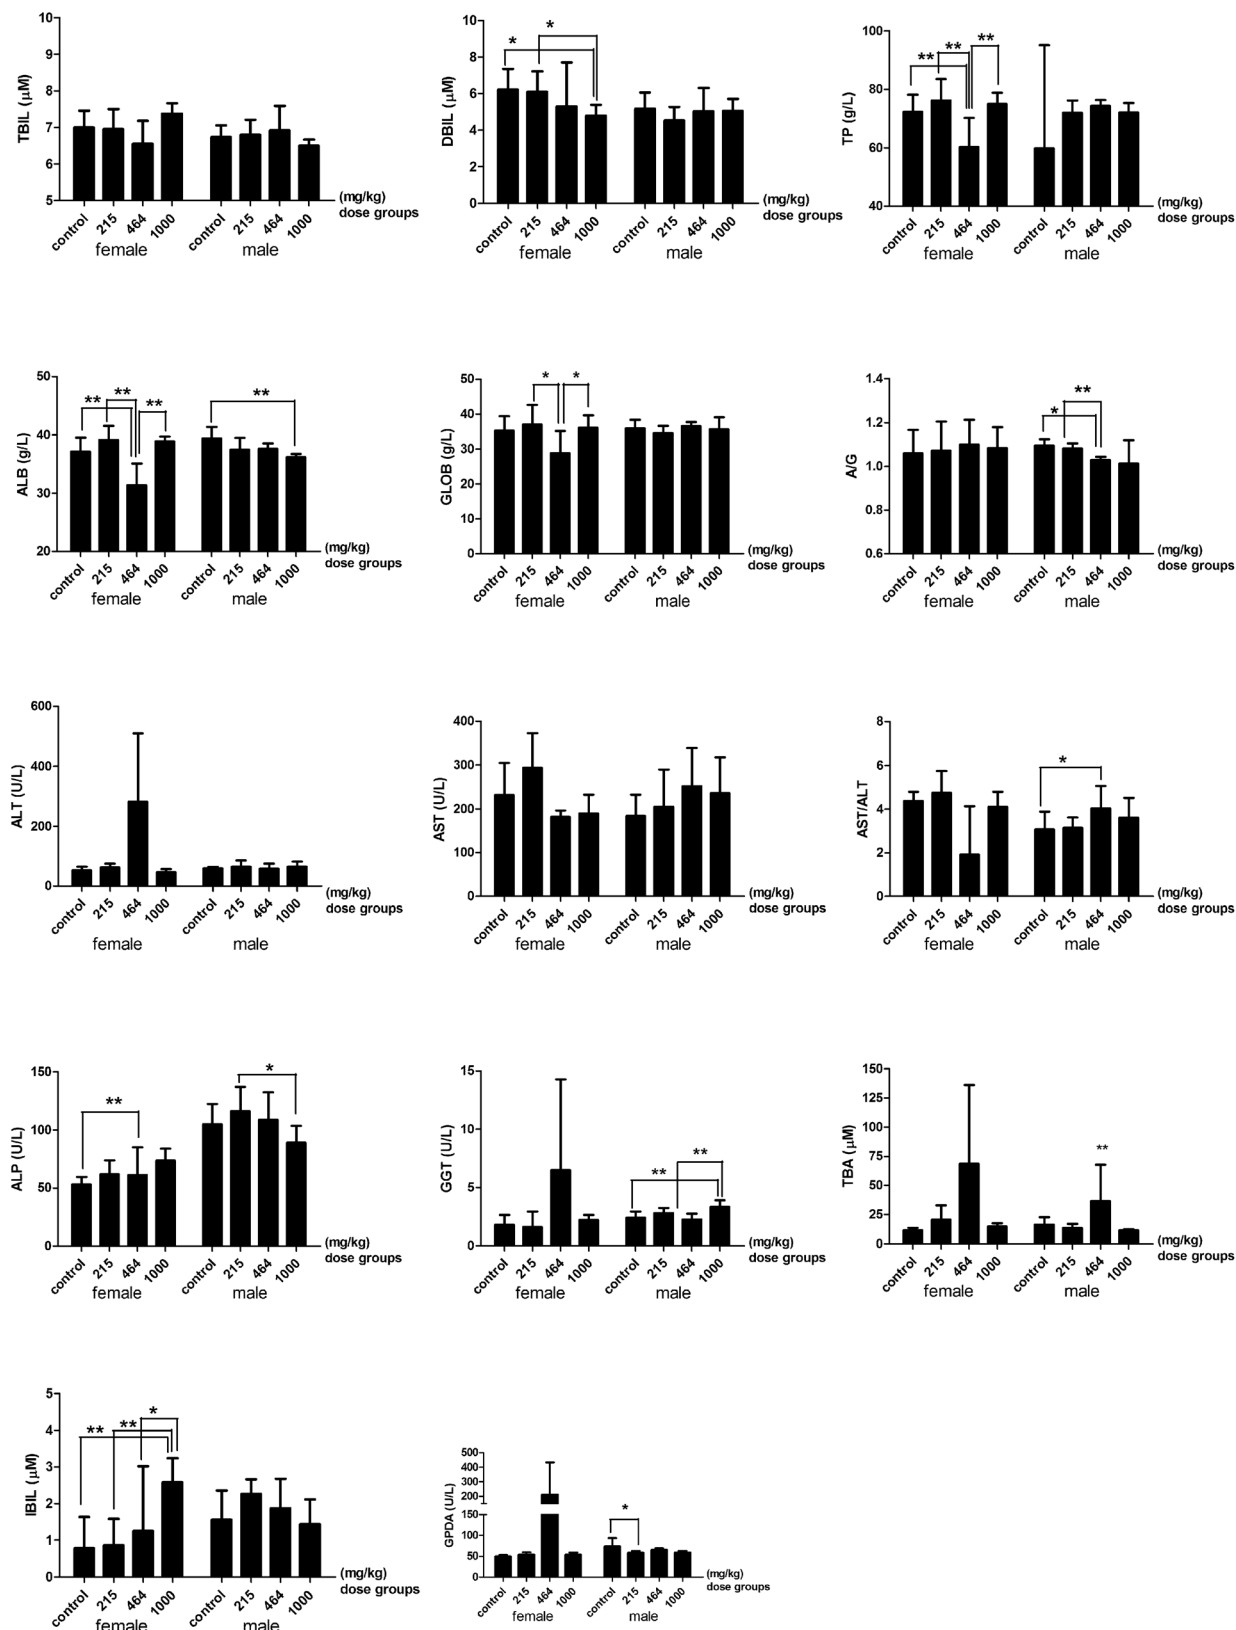 TBIL (µM)
10
9
8
7
6
5
control 215 464 1000 control 215 464 1000
female male
(mg/kg)
dose groups
DBIL (µM)
10
8
6
4
2
0
* *
control 215 464 1000 control 215 464 1000
female male
(mg/kg)
dose groups
TP (g/L)
100
80
60
40
** ** **
control 215 464 1000 control 215 464 1000
female male
(mg/kg)
dose groups
ALB (g/L)
50
40
30
20
** ** ** **
control 215 464 1000 control 215 464 1000
female male
(mg/kg)
dose groups
GLOB (g/L)
50
40
30
20
10
0
* *
control 215 464 1000 control 215 464 1000
female male
(mg/kg)
dose groups
A/G
1.4
1.2
1.0
0.8
0.6
* **
control 215 464 1000 control 215 464 1000
female male
(mg/kg)
dose groups
ALT (U/L)
600
400
200
0
control 215 464 1000 control 215 464 1000
female male
(mg/kg)
dose groups
AST (U/L)
400
300
200
100
0
control 215 464 1000 control 215 464 1000
female male
(mg/kg)
dose groups
AST/ALT
8
6
4
2
0
*
control 215 464 1000 control 215 464 1000
female male
(mg/kg)
dose groups
ALP (U/L)
150
100
50
0
** *
control 215 464 1000 control 215 464 1000
female male
(mg/kg)
dose groups
GGT (U/L)
15
10
5
0
** **
control 215 464 1000 control 215 464 1000
female male
(mg/kg)
dose groups
TBA (µM)
150
125
100
75
50
25
0
**
control 215 464 1000 control 215 464 1000
female male
(mg/kg)
dose groups
IBIL (µM)
5
4
3
2
1
0
** ** *
control 215 464 1000 control 215 464 1000
female male
(mg/kg)
dose groups
GPDA (U/L)
500
400
300
200
150
100
50
0
*
control 215 464 1000 control 215 464 1000
female male
(mg/kg)
dose groups